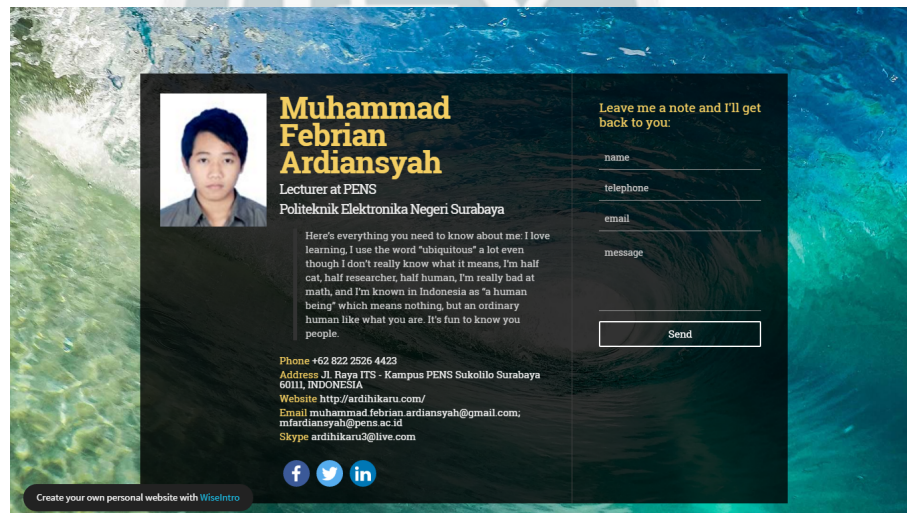 Muhammad
Febrian
Ardiansyah
Lecturer at PENS
Politeknik Elektronika Negeri Surabaya
Here's everything you need to know about me: I love
learning, I use the word "ubiquitous" a lot even
though I don't really know what it means, I'm half
cat, half researcher, half human, I'm really bad at
math, and I'm known in Indonesia as "a human
being" which means nothing, but an ordinary
human like what you are. It's fun to know you
people.
Phone +62 822 2526 4423
Address Jl. Raya ITS - Kampus PENS Sukolilo Surabaya
60111, INDONESIA
Website http://ardihikaru.com/
Email muhammad.febrian.ardiansyah@gmail.com;
mfardiansyah@pens.ac.id
Skype ardihikaru3@live.com
f
in
Leave me a note and I'll get
back to you:
name
telephone
email
message
Send
Create your own personal website with WiseIntro